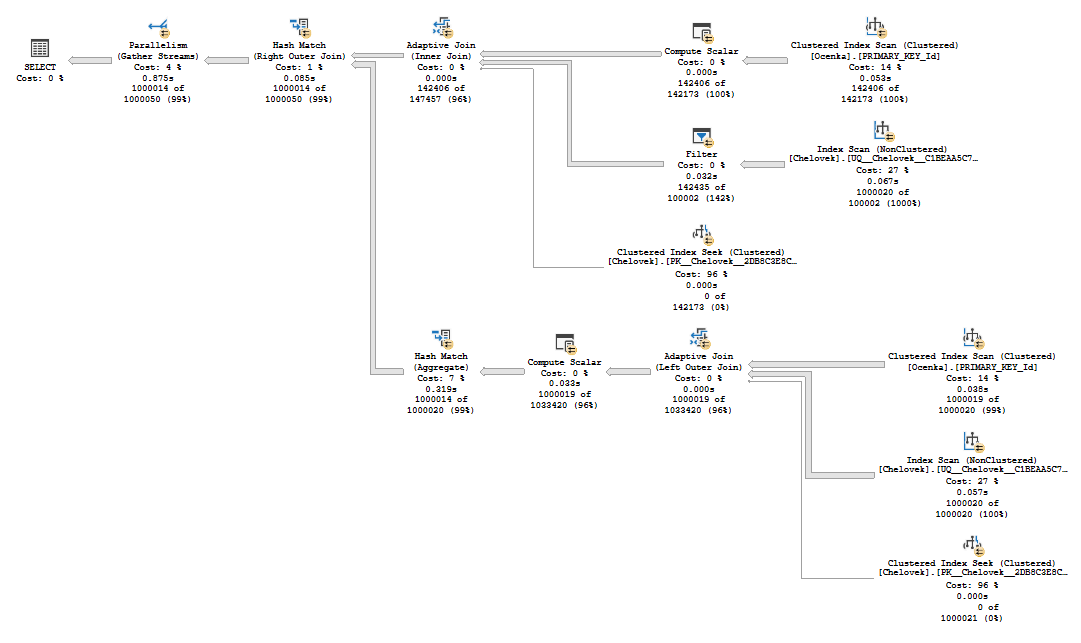 SELECT
Cost: 0 %
Parallelism
(Gather Streams)
Cost: 4 %
0.875s
1000014 of
1000050 (99%)
Hash Match
(Right Outer Join)
Cost: 1 %
0.085s
1000014 of
1000050 (99%)
Adaptive Join
(Inner Join)
Cost: 0 %
0.000s
142406 of
147457 (96%)
Compute Scalar
Cost: 0 %
0.000s
142406 of
142173 (100%)
Clustered Index Scan (Clustered)
[Ocenka].[PRIMARY_KEY_Id]
Cost: 14 %
0.053s
142406 of
142173 (100%)
Filter
Cost: 0 %
0.032s
142435 of
100002 (142%)
Index Scan (NonClustered)
[Chelovek].[UQ__Chelovek__C1BEAA5C7…
Cost: 27 %
0.067s
1000020 of
100002 (1000%)
Clustered Index Seek (Clustered)
[Chelovek].[PK__Chelovek__2DB8C3E8C…
Cost: 96 %
0.000s
0 of
142173 (0%)
Hash Match
(Aggregate)
Cost: 7 %
0.319s
1000014 of
1000020 (99%)
Compute Scalar
Cost: 0 %
0.033s
1000019 of
1033420 (96%)
Adaptive Join
(Left Outer Join)
Cost: 0 %
0.000s
1000019 of
1033420 (96%)
Clustered Index Scan (Clustered)
[Ocenka].[PRIMARY_KEY_Id]
Cost: 14 %
0.038s
1000019 of
1000020 (99%)
Index Scan (NonClustered)
[Chelovek].[UQ__Chelovek__C1BEAA5C7…
Cost: 27 %
0.057s
1000020 of
1000020 (100%)
Clustered Index Seek (Clustered)
[Chelovek].[PK__Chelovek__2DB8C3E8C…
Cost: 96 %
0.000s
0 of
1000021 (0%)